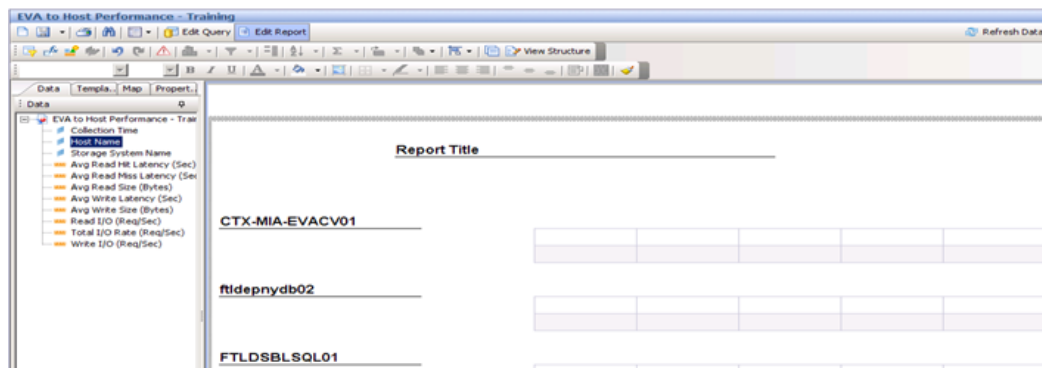 EVA to Host Performance - Training
Edit Query Edit Report Refresh Data
View Structure
B I U A
Data Templa.. Map Propert..
Data
EVA to Host Performance - Train
Collection Time
Host Name
Storage System Name
Avg Read Hit Latency (Sec)
Avg Read Miss Latency (Sec
Avg Read Size (Bytes)
Avg Write Latency (Sec)
Avg Write Size (Bytes)
Read I/O (Req/Sec)
Total I/O Rate (Req/Sec)
Write I/O (Req/Sec)
Report Title
CTX-MIA-EVACV01
ftldepnydb02
FTLDSBLSQL01